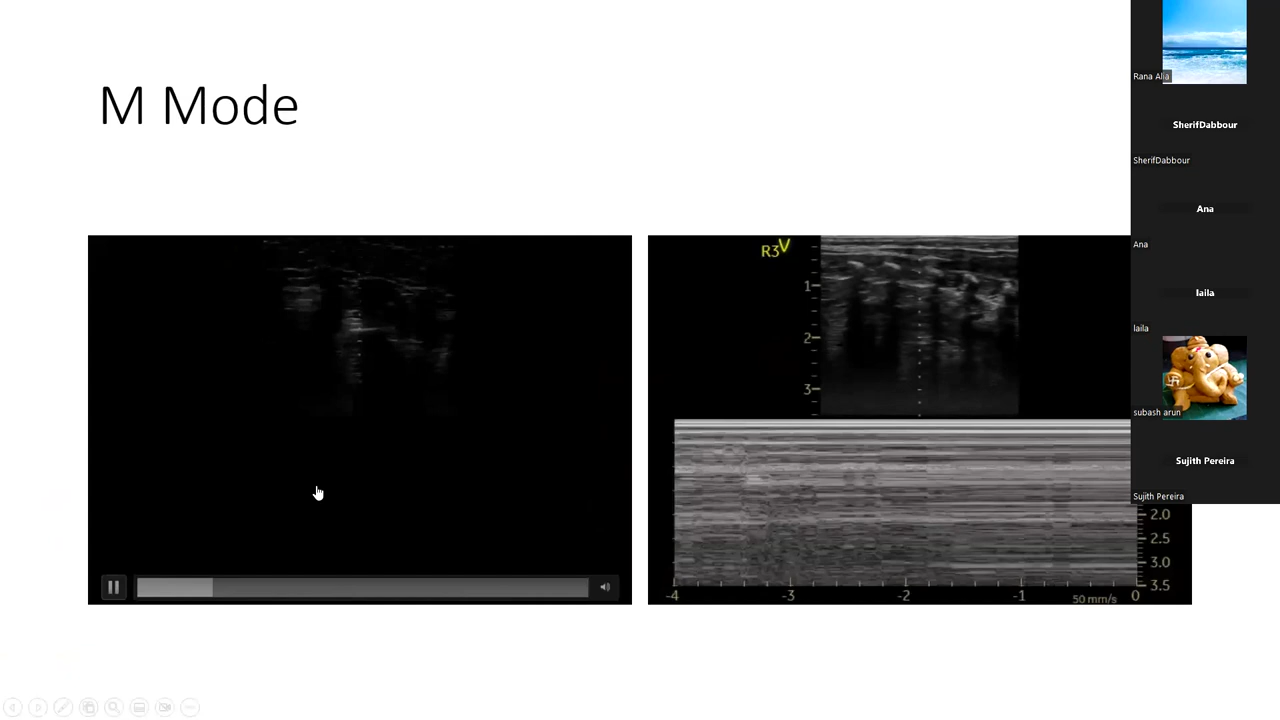 M Mode
R3V
1
2
3
2.0
2.5
3.0
3.5
-4
-3
-2
-1
0
50 mm/s
Rana Alia
SherifDabbour
SherifDabbour
Ana
Ana
laila
laila
subash arun
Sujith Pereira
Sujith Pereira